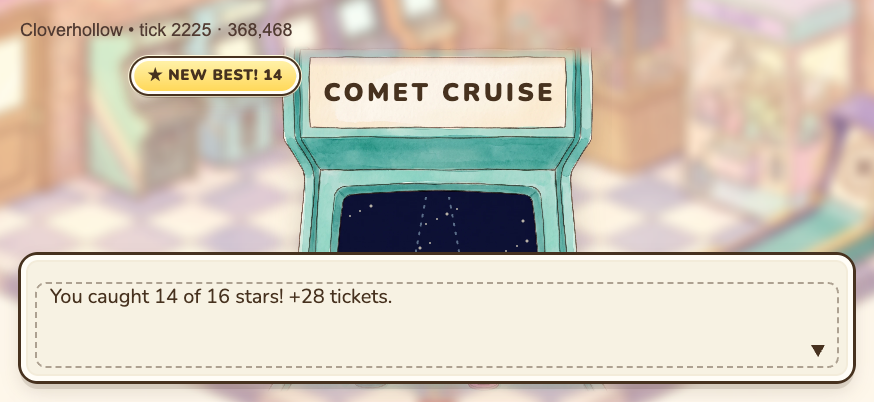 Cloverhollow • tick 2225 · 368,468
★ NEW BEST! 14
COMET CRUISE
You caught 14 of 16 stars! +28 tickets.